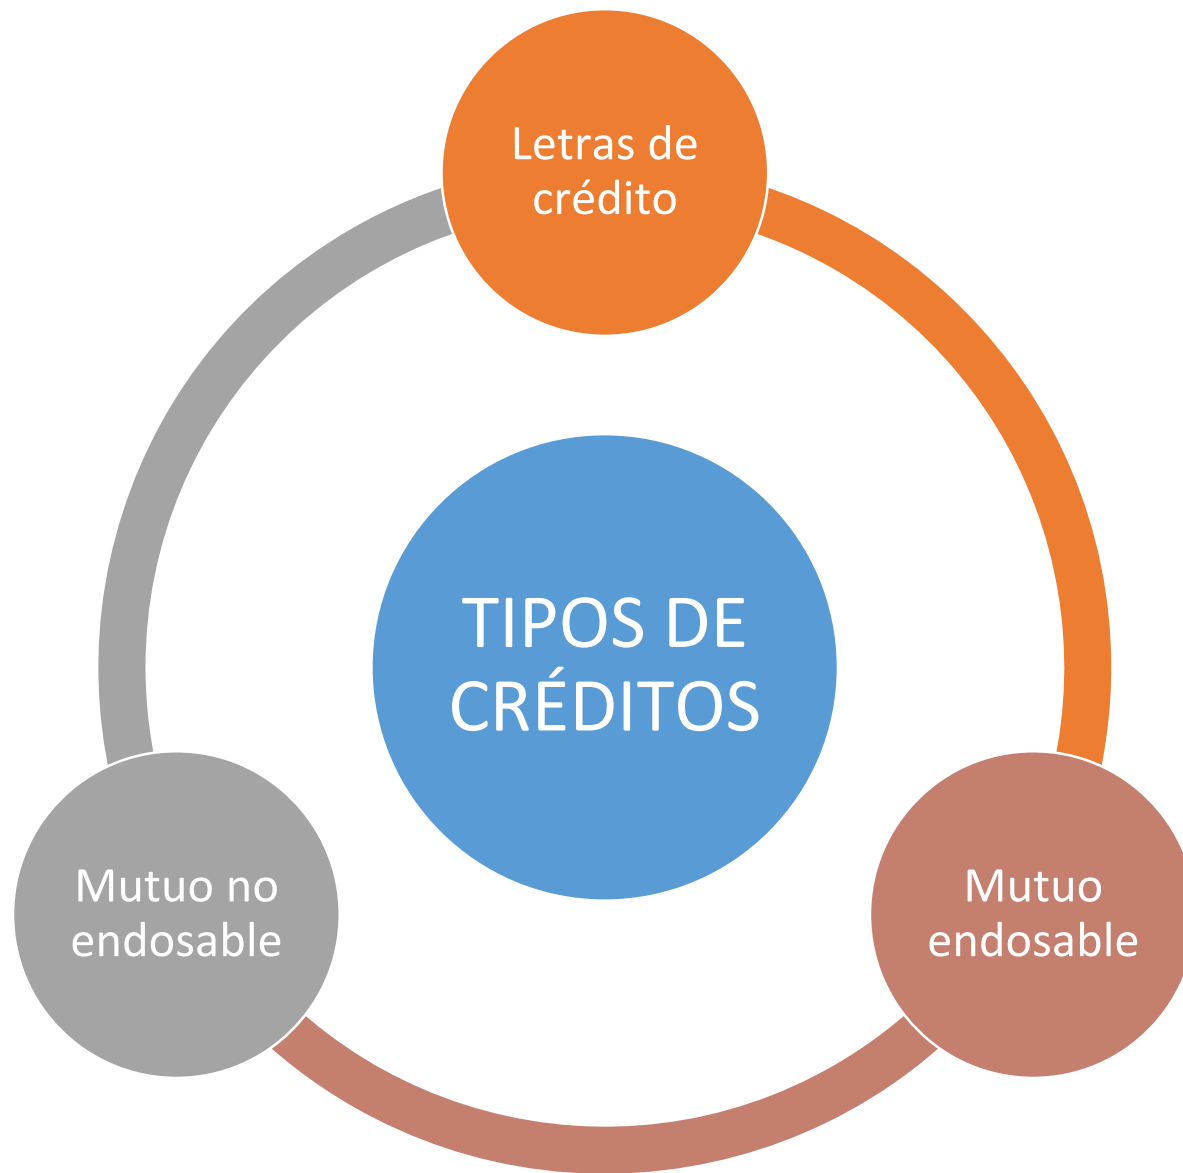 Letras de
crédito
TIPOS DE
CRÉDITOS
Mutuo no
endosable
Mutuo
endosable